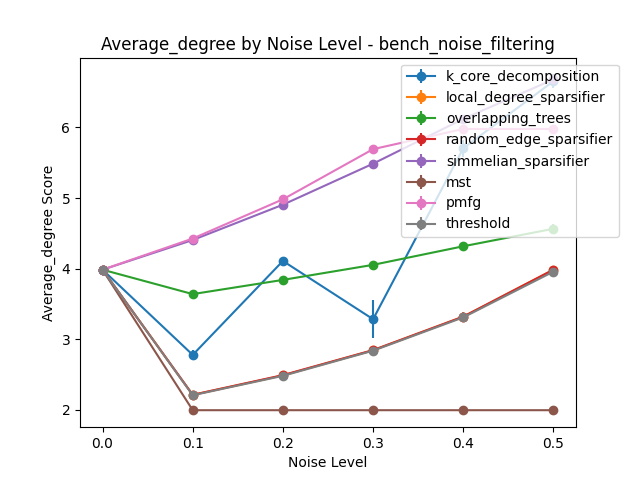 Average_degree by Noise Level - bench_noise_filtering
Average_degree Score
6
5
4
3
2
0.0 0.1 0.2 0.3 0.4 0.5
Noise Level
k_core_decomposition
local_degree_sparsifier
overlapping_trees
random_edge_sparsifier
simmelian_sparsifier
mst
pmfg
threshold